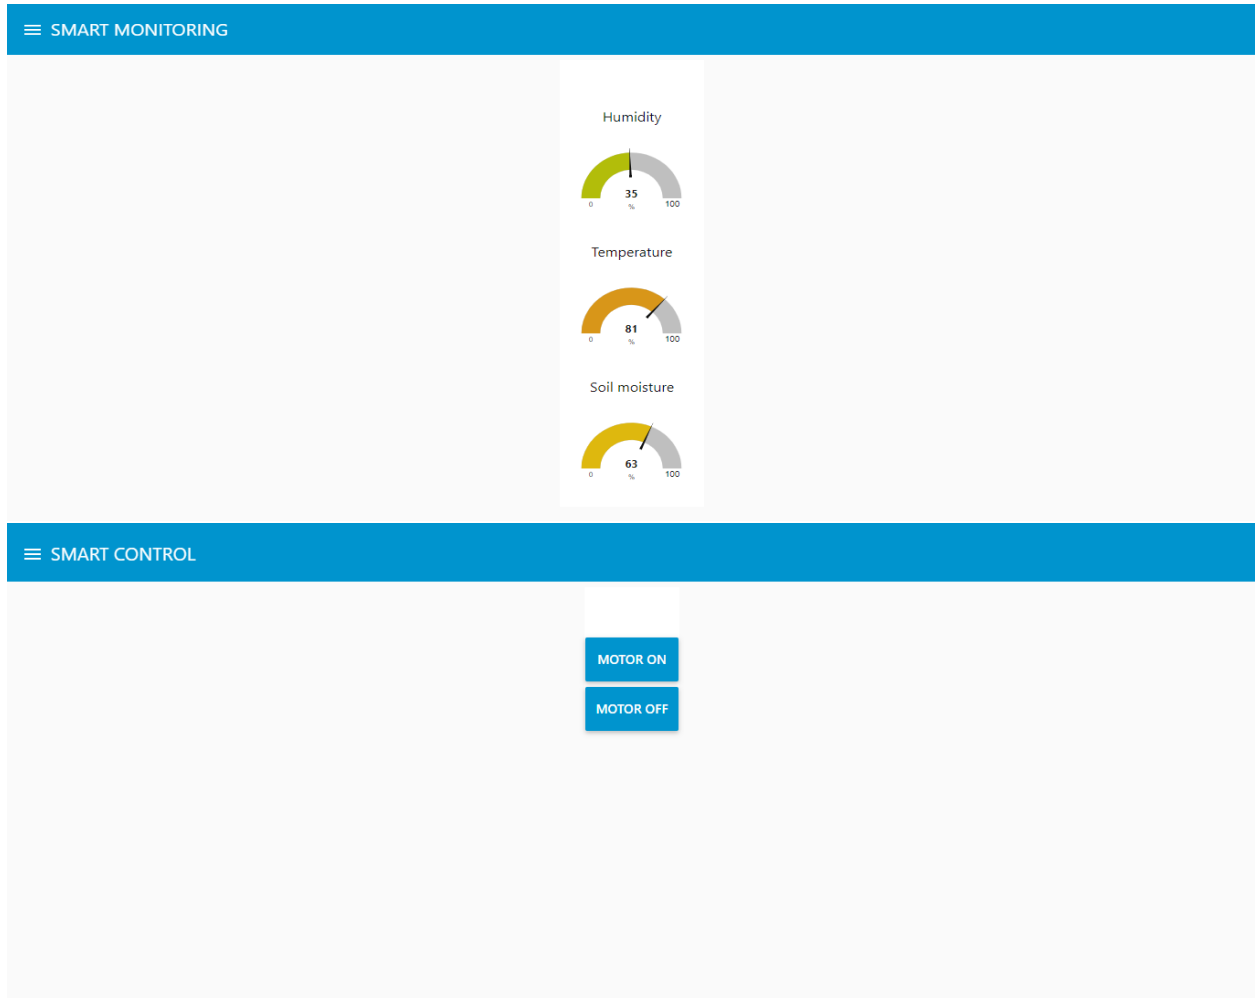 SMART MONITORING
Humidity
35
0 % 100
Temperature
81
0 % 100
Soil moisture
63
0 % 100
SMART CONTROL
MOTOR ON
MOTOR OFF